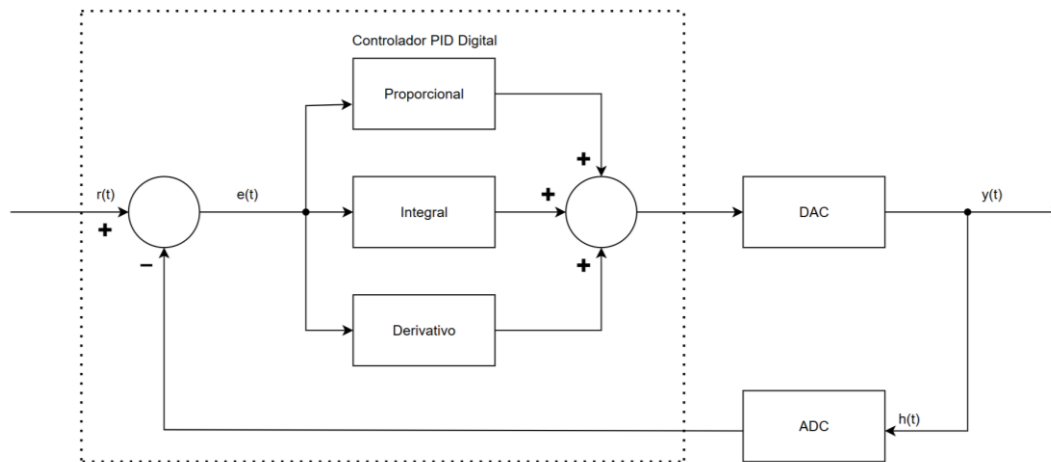 Controlador PID Digital
Proporcional
+
r(t)
e(t)
+
Integral
DAC
y(t)
+
−
+
Derivativo
ADC
h(t)